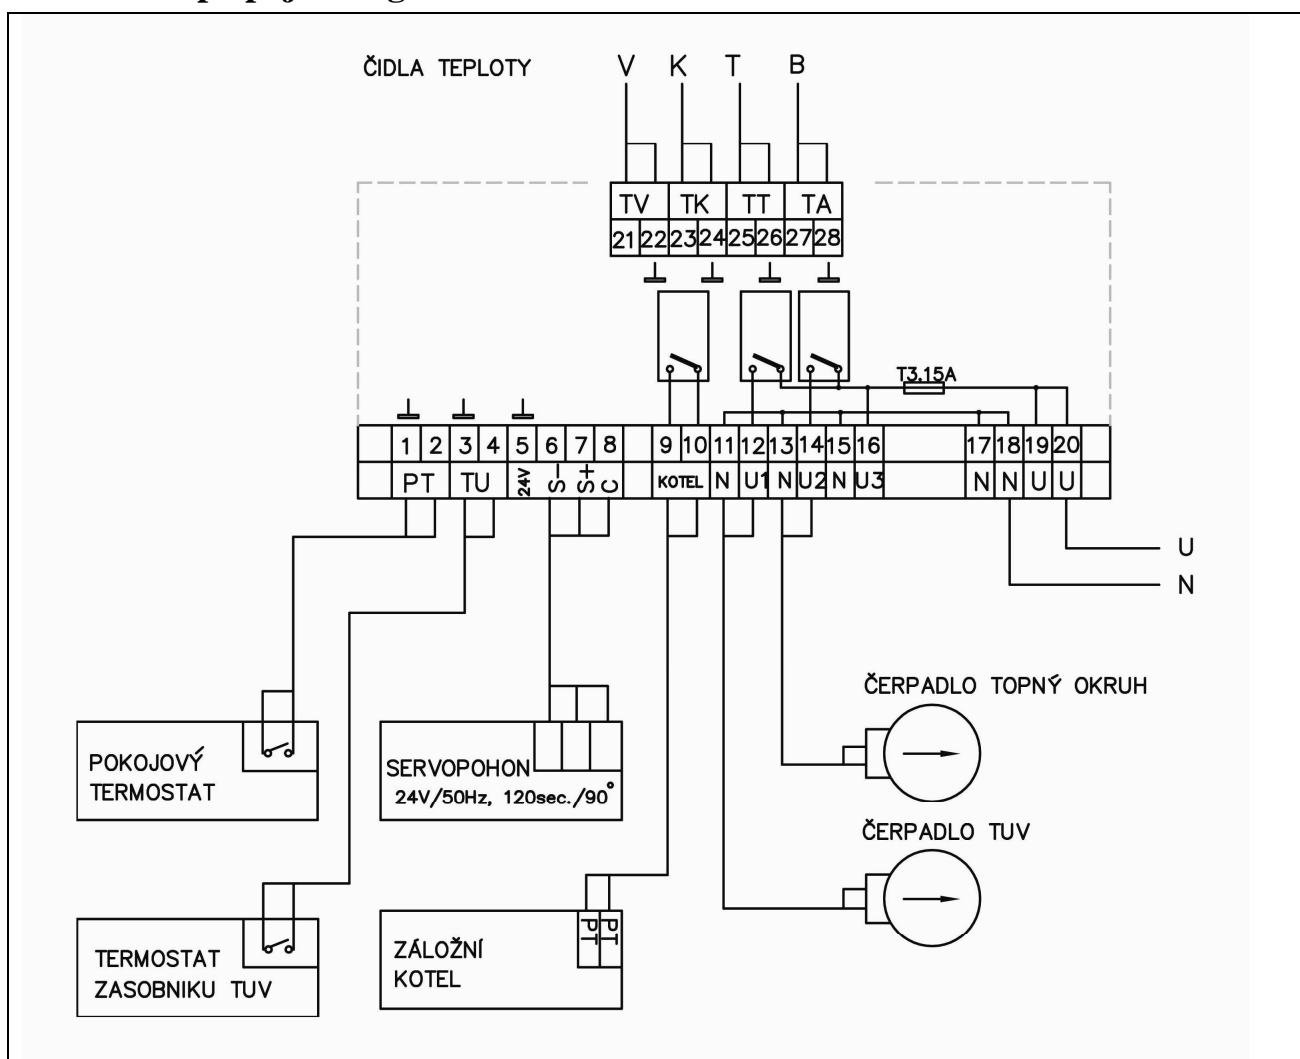 ČIDLA TEPLOTY V K T B
TV TK TT TA
21 22 23 24 25 26 27 28
T3.15A
1 2 3 4 5 6 7 8 9 10 11 12 13 14 15 16 17 18 19 20
PT TU 24V S- S+ C KOTEL N U1 N U2 N U3 N N U U
U
N
ČERPADLO TOPNÝ OKRUH
POKOJOVÝ
TERMOSTAT
SERVOPOHON
24V/50Hz, 120sec./90°
ČERPADLO TUV
TERMOSTAT
ZASOBNIKU TUV
PT PT
ZÁLOŽNÍ
KOTEL